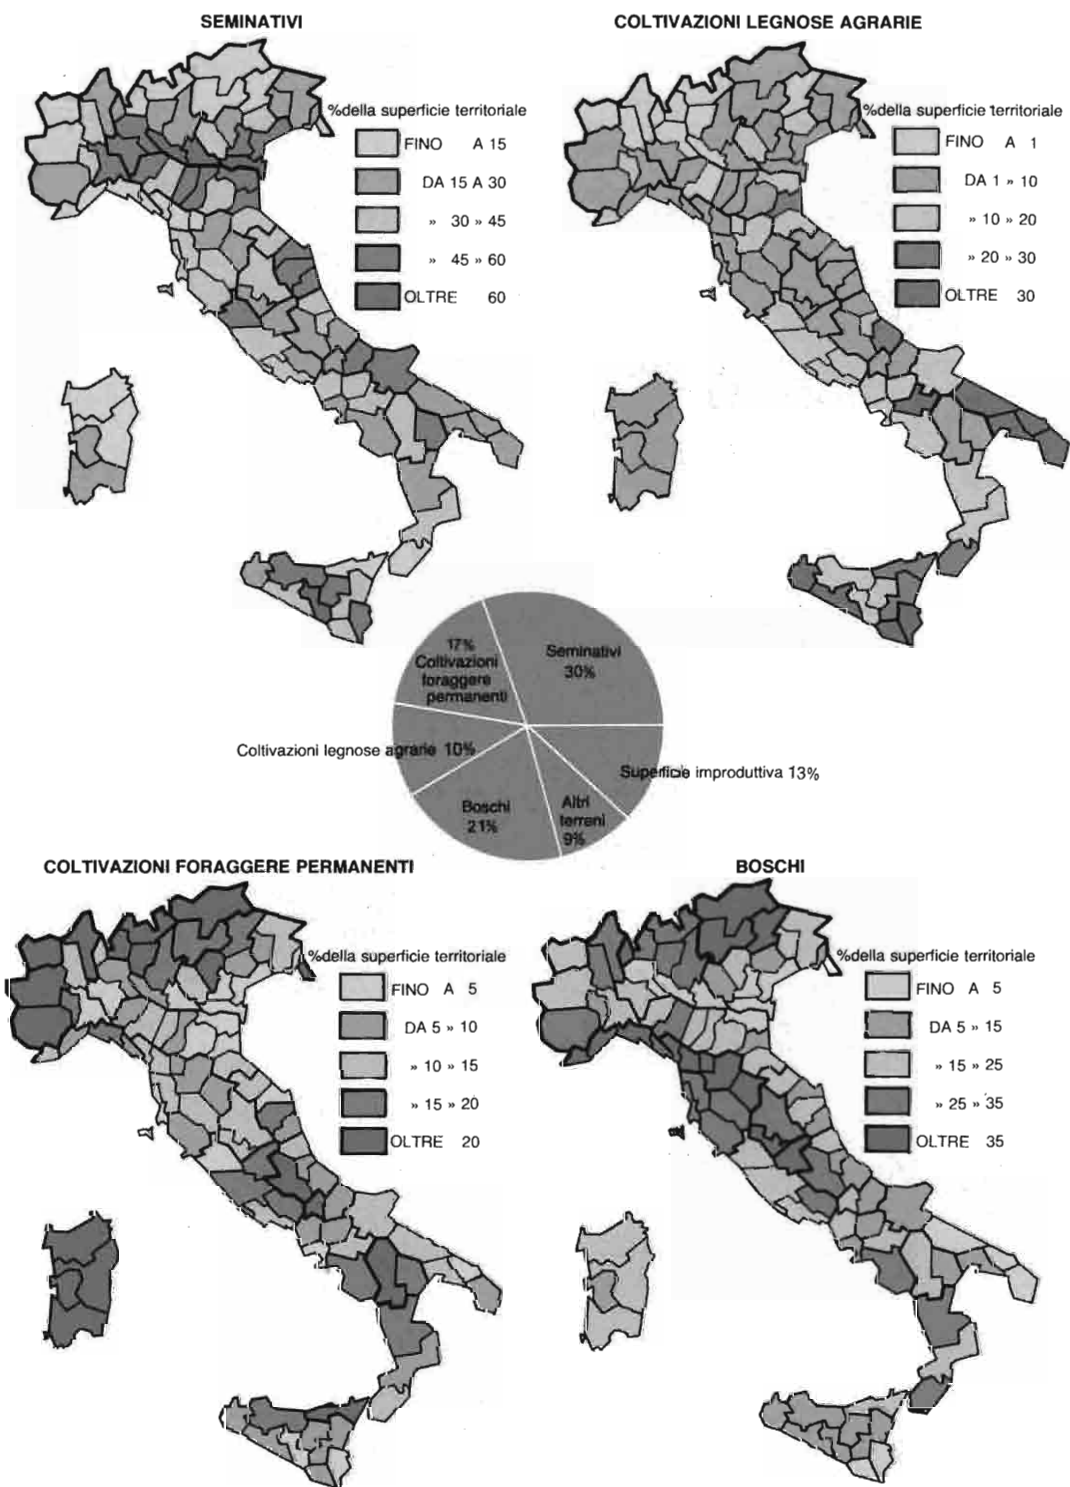 SEMINATIVI
%della superficie territoriale
FINO A 15
DA 15 A 30
» 30 » 45
» 45 » 60
OLTRE 60
COLTIVAZIONI LEGNOSE AGRARIE
%della superficie territoriale
FINO A 1
DA 1 » 10
» 10 » 20
» 20 » 30
OLTRE 30
17%
Coltivazioni
foraggere
permanenti
Seminativi
30%
Coltivazioni legnose agrarie 10%
Superficie improduttiva 13%
Boschi
21%
Altri
terreni
9%
COLTIVAZIONI FORAGGERE PERMANENTI
%della superficie territoriale
FINO A 5
DA 5 » 10
» 10 » 15
» 15 » 20
OLTRE 20
BOSCHI
%della superficie territoriale
FINO A 5
DA 5 » 15
» 15 » 25
» 25 » 35
OLTRE 35